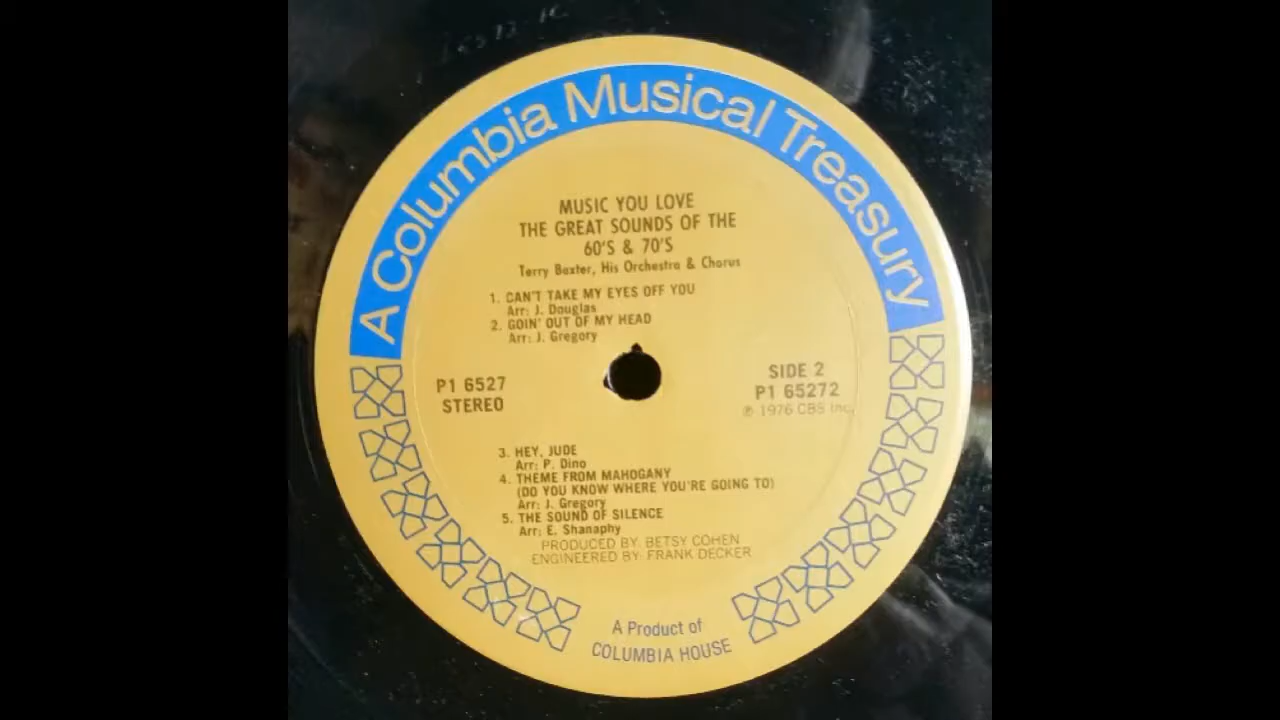 A Columbia Musical Treasury
MUSIC YOU LOVE
THE GREAT SOUNDS OF THE
60'S & 70'S
Terry Baxter, His Orchestra & Chorus
1. CAN'T TAKE MY EYES OFF YOU
Arr: J. Douglas
2. GOIN' OUT OF MY HEAD
Arr: J. Gregory
P1 6527
STEREO
SIDE 2
P1 65272
℗ 1976 CBS Inc.
3. HEY, JUDE
Arr: P. Dino
4. THEME FROM MAHOGANY
(DO YOU KNOW WHERE YOU'RE GOING TO)
Arr: J. Gregory
5. THE SOUND OF SILENCE
Arr: E. Shanaphy
PRODUCED BY: BETSY COHEN
ENGINEERED BY: FRANK DECKER
A Product of
COLUMBIA HOUSE